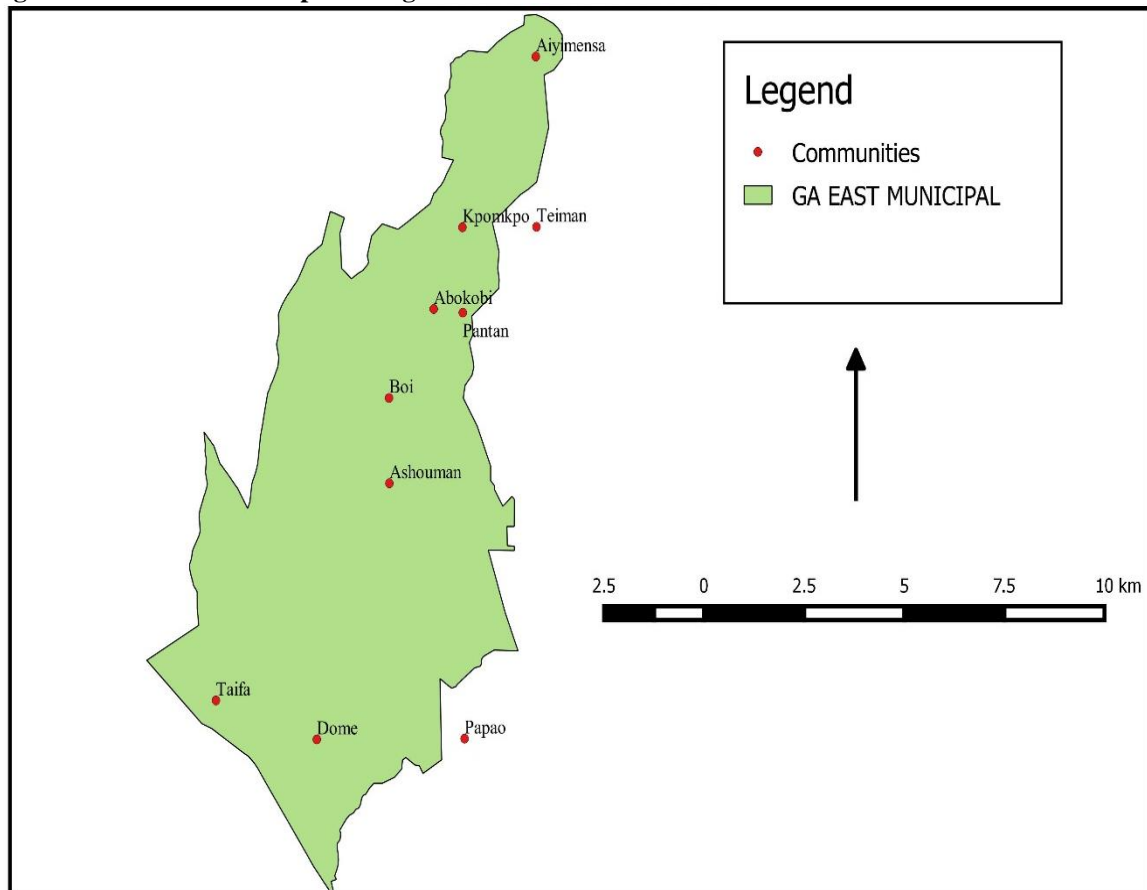 Aiyimensa
Legend
Communities
GA EAST MUNICIPAL
Kpomkpo
Teiman
Abokobi
Pantan
Boi
Ashouman
2.5 0 2.5 5 7.5 10 km
Taifa
Dome
Papao